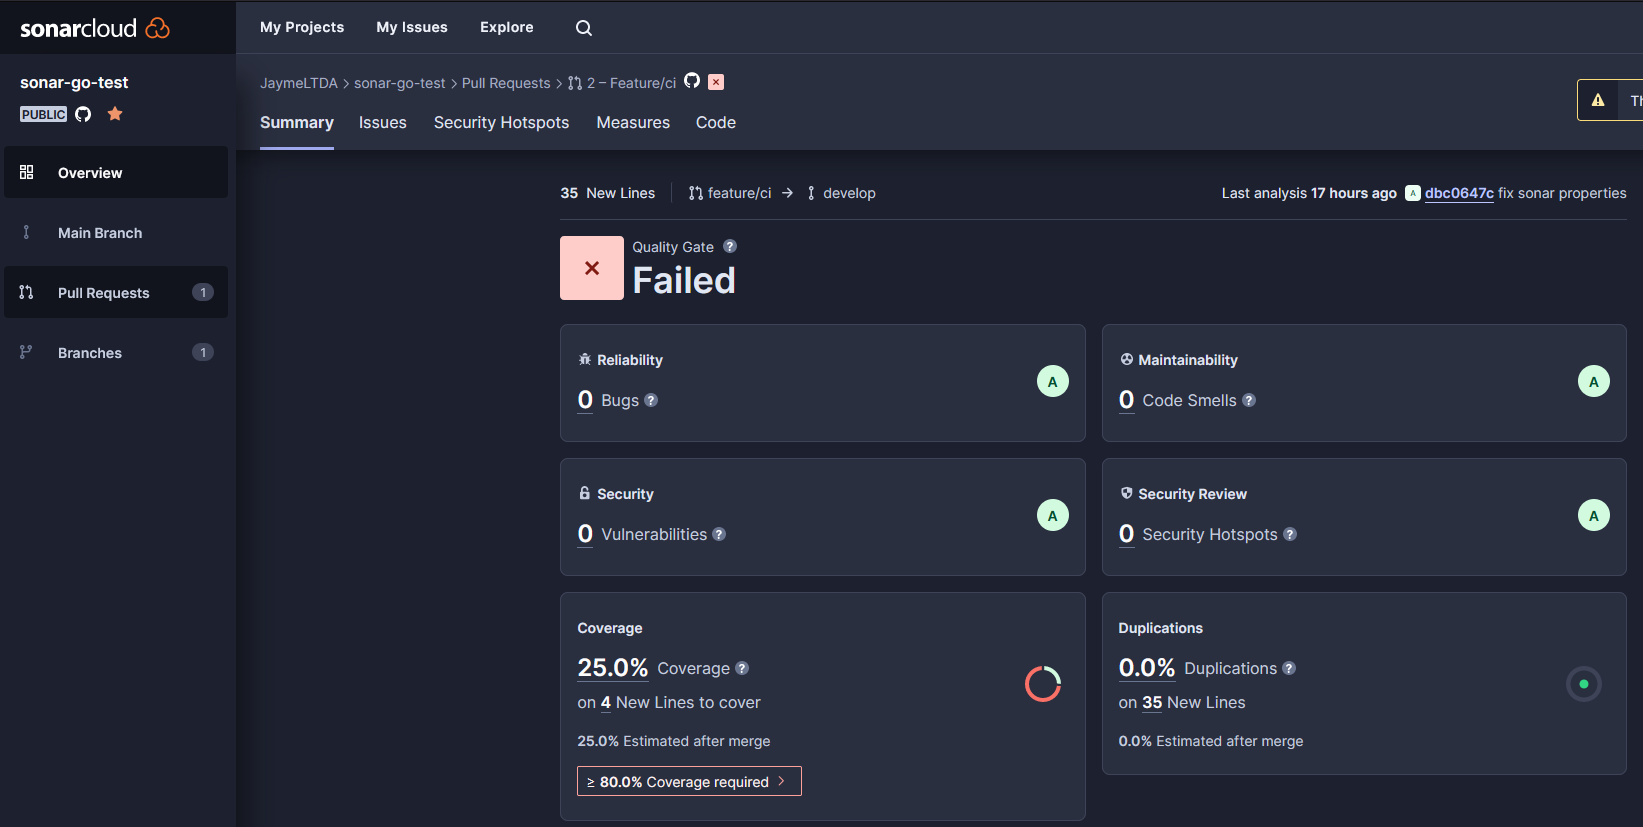 sonarcloud
My Projects My Issues Explore
sonar-go-test
PUBLIC
JaymeLTDA > sonar-go-test > Pull Requests > 2 – Feature/ci
Th
Summary Issues Security Hotspots Measures Code
Overview
Main Branch
Pull Requests 1
Branches 1
35 New Lines feature/ci → develop
Last analysis 17 hours ago A dbc0647c fix sonar properties
Quality Gate ?
Failed
Reliability
0 Bugs ?
A
Maintainability
0 Code Smells ?
A
Security
0 Vulnerabilities ?
A
Security Review
0 Security Hotspots ?
A
Coverage
25.0% Coverage ?
on 4 New Lines to cover
25.0% Estimated after merge
≥ 80.0% Coverage required >
Duplications
0.0% Duplications ?
on 35 New Lines
0.0% Estimated after merge